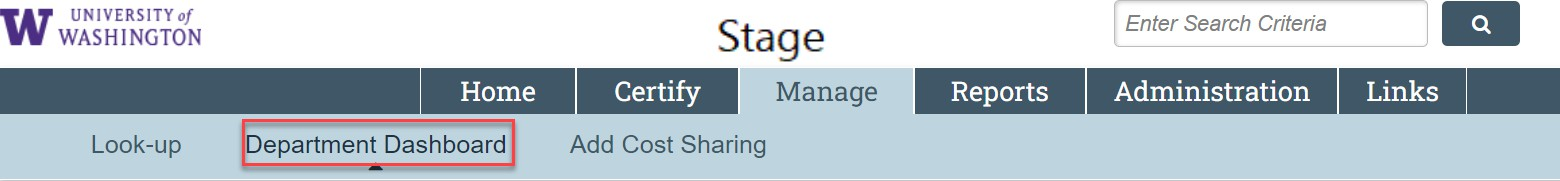 W UNIVERSITY of
WASHINGTON
Stage
Enter Search Criteria
Home Certify Manage Reports Administration Links
Look-up Department Dashboard Add Cost Sharing